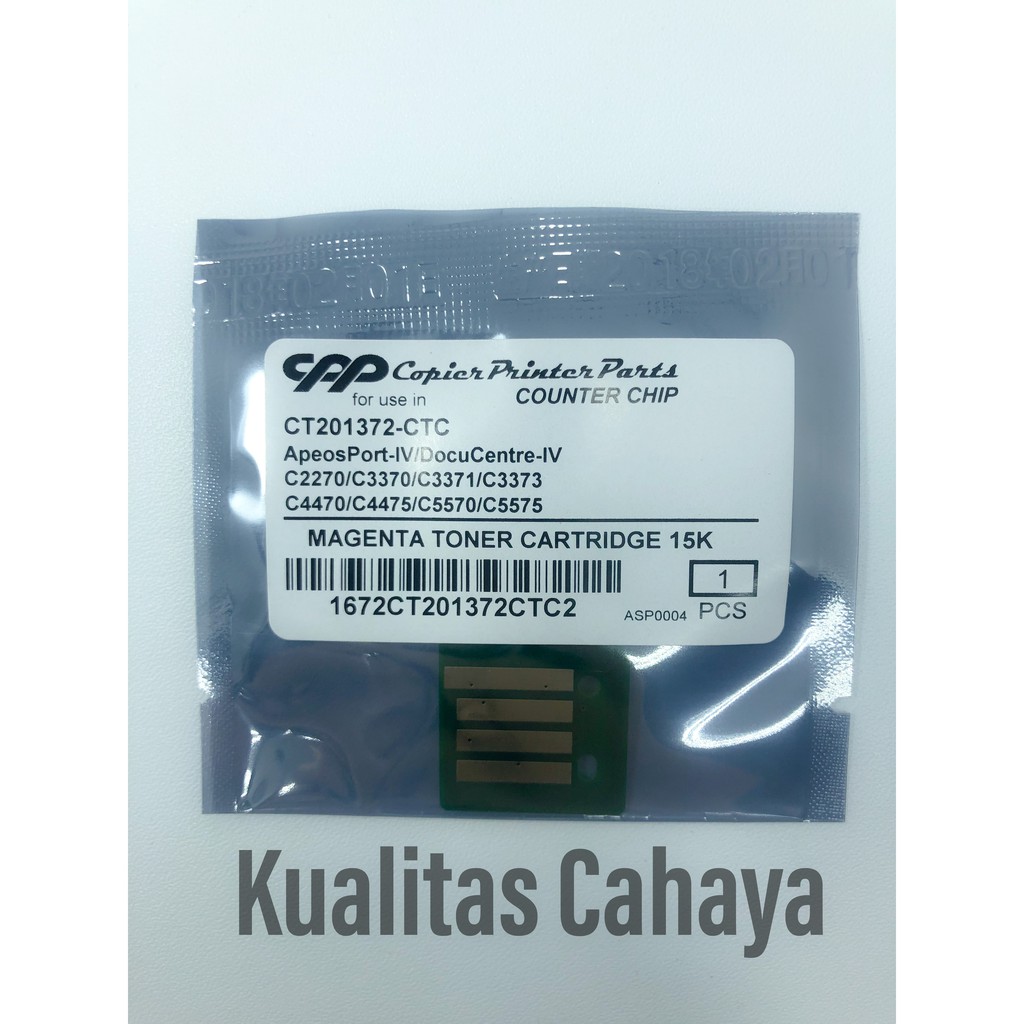 CPP Copier Printer Parts
for use in COUNTER CHIP
CT201372-CTC
ApeosPort-IV/DocuCentre-IV
C2270/C3370/C3371/C3373
C4470/C4475/C5570/C5575
MAGENTA TONER CARTRIDGE 15K
1
1672CT201372CTC2
ASP0004 PCS
Kualitas Cahaya